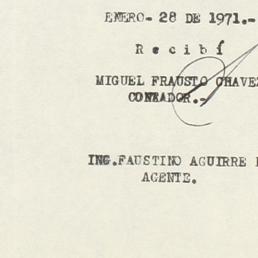 ENERO- 28 DE 1971.-
R e c i b í
MIGUEL FRAUSTO CHAVEZ
CONTADOR.-
ING.FAUSTINO AGUIRRE
AGENTE.